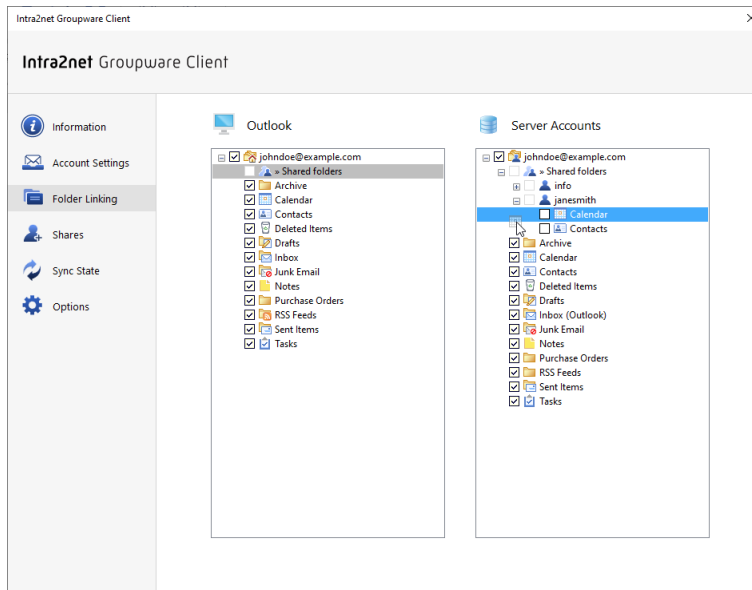 Intra2net Groupware Client
Intra2net Groupware Client
Information
Account Settings
Folder Linking
Shares
Sync State
Options
Outlook
johndoe@example.com
» Shared folders
Archive
Calendar
Contacts
Deleted Items
Drafts
Inbox
Junk Email
Notes
Purchase Orders
RSS Feeds
Sent Items
Tasks
Server Accounts
johndoe@example.com
» Shared folders
info
janesmith
Calendar
Contacts
Archive
Calendar
Contacts
Deleted Items
Drafts
Inbox (Outlook)
Junk Email
Notes
Purchase Orders
RSS Feeds
Sent Items
Tasks